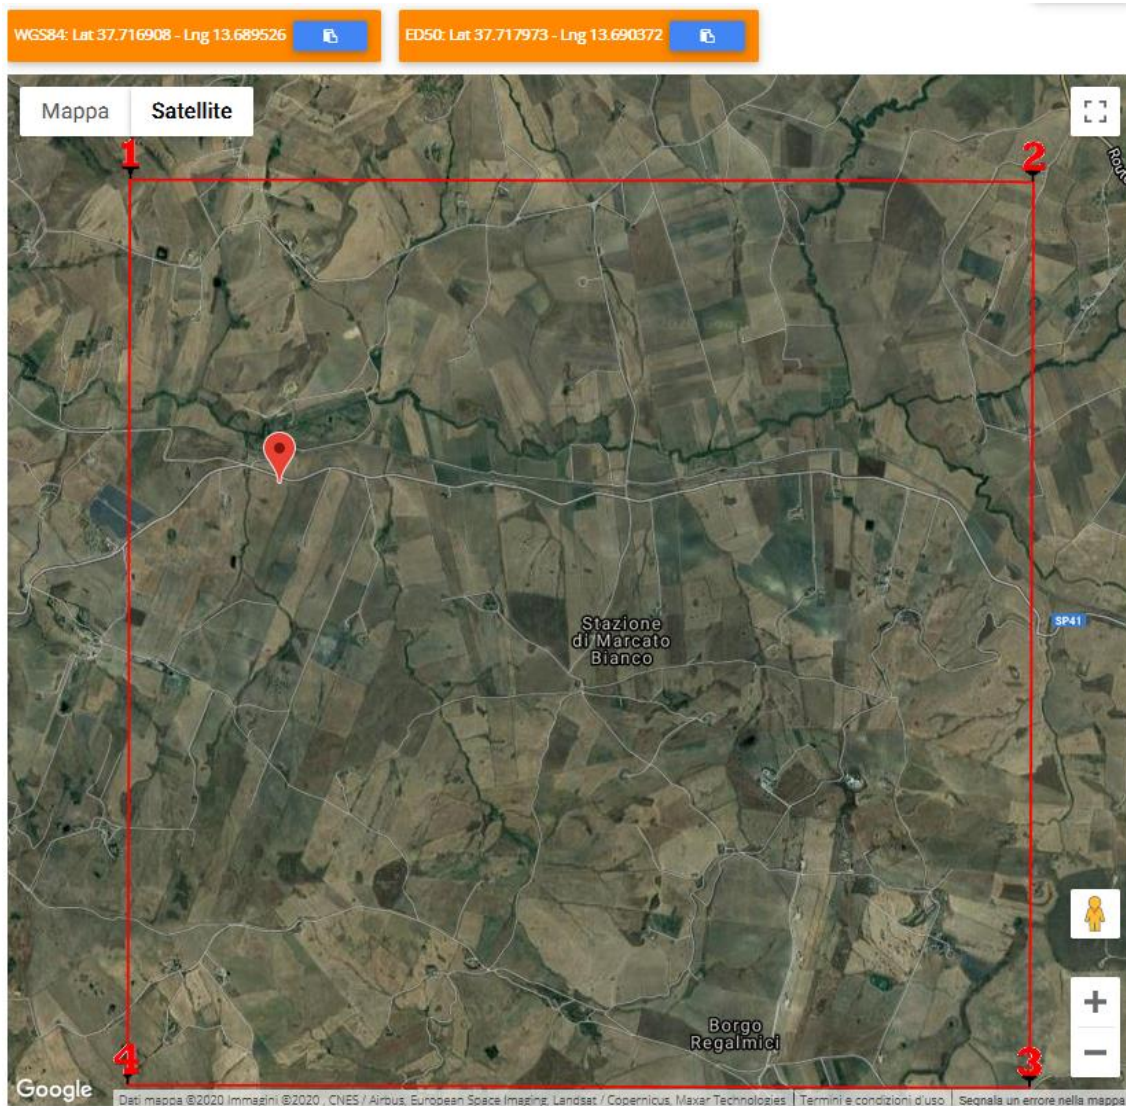 WGS84: Lat 37.716908 - Lng 13.689526
ED50: Lat 37.717973 - Lng 13.690372
Mappa
Satellite
1
2
Stazione
di Marcato
Bianco
SP41
Borgo
Regalmici
4
3
Google
Dati mappa ©2020 Immagini ©2020 , CNES / Airbus, European Space Imaging, Landsat / Copernicus, Maxar Technologies
Termini e condizioni d'uso
Segnala un errore nella mappa